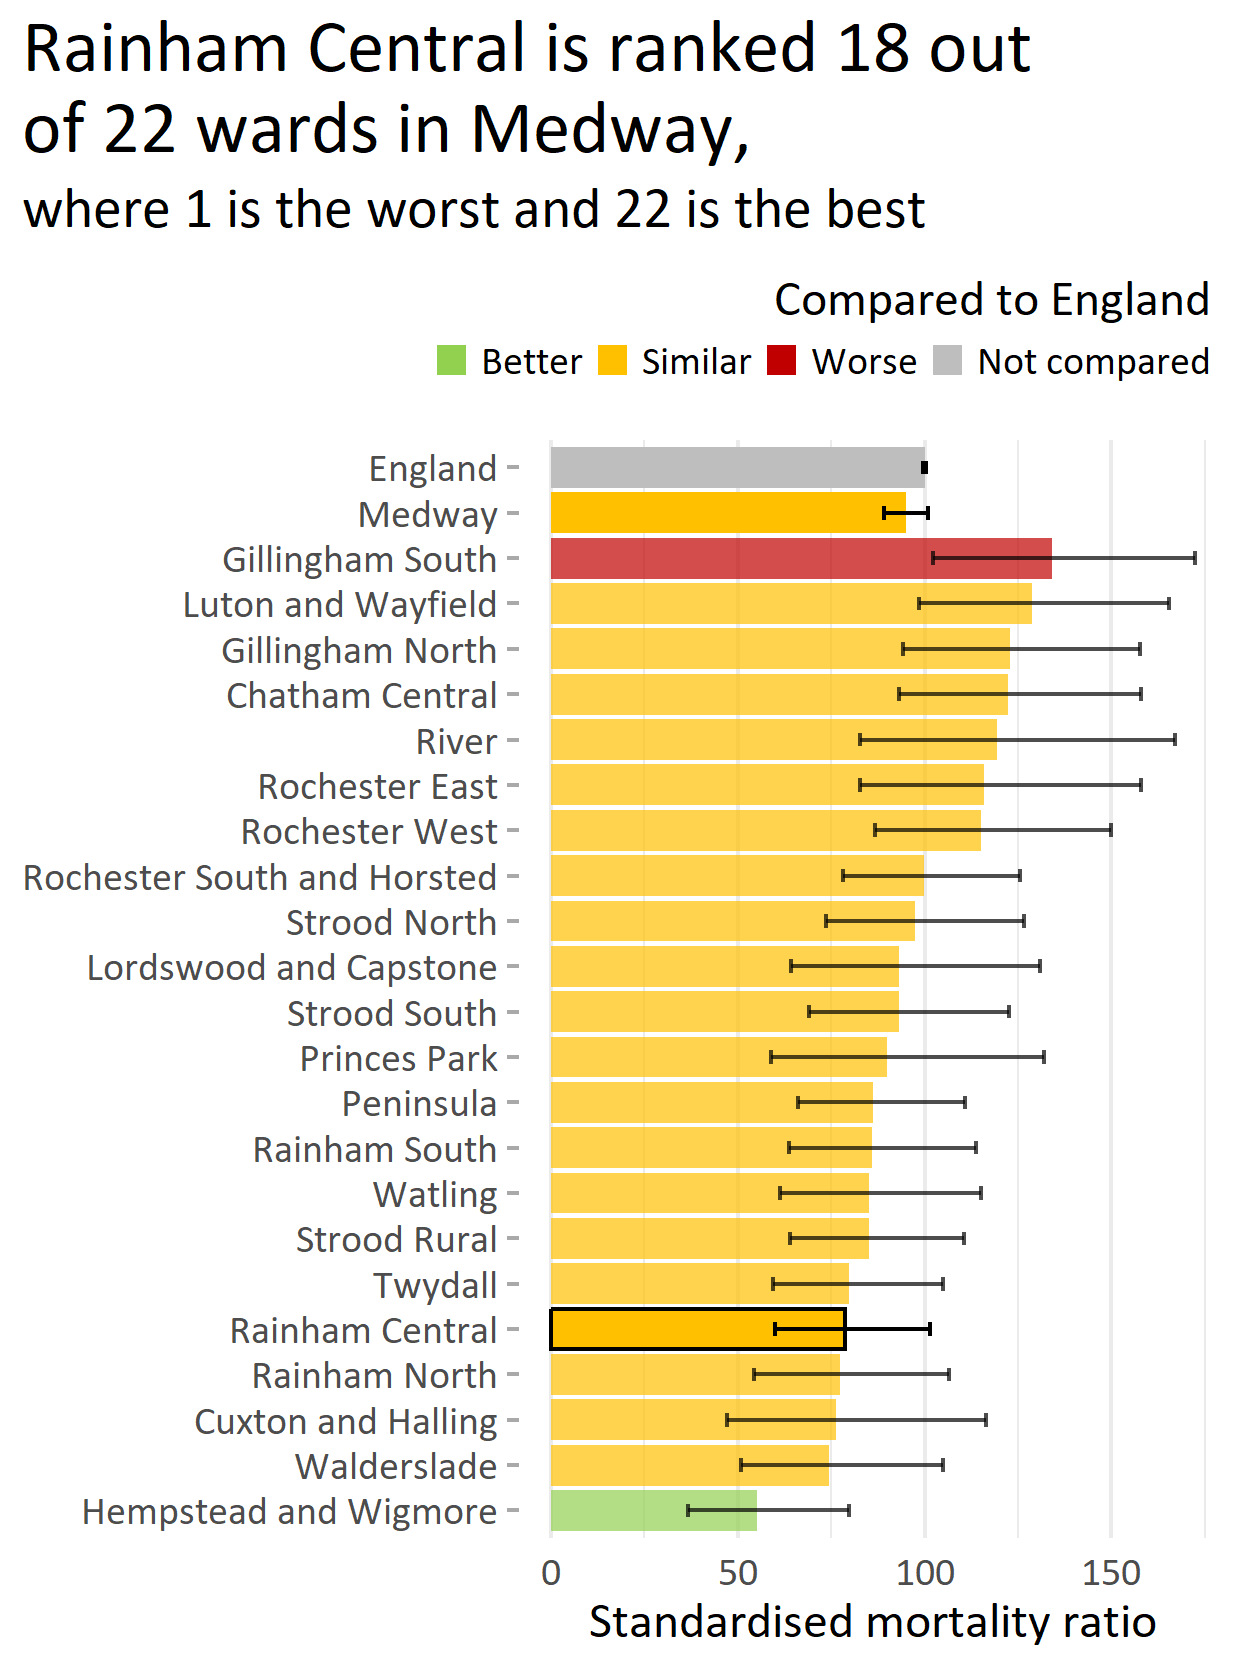 Rainham Central is ranked 18 out
of 22 wards in Medway,
where 1 is the worst and 22 is the best
Compared to England
Better Similar Worse Not compared
England
Medway
Gillingham South
Luton and Wayfield
Gillingham North
Chatham Central
River
Rochester East
Rochester West
Rochester South and Horsted
Strood North
Lordswood and Capstone
Strood South
Princes Park
Peninsula
Rainham South
Watling
Strood Rural
Twydall
Rainham Central
Rainham North
Cuxton and Halling
Walderslade
Hempstead and Wigmore
0 50 100 150
Standardised mortality ratio